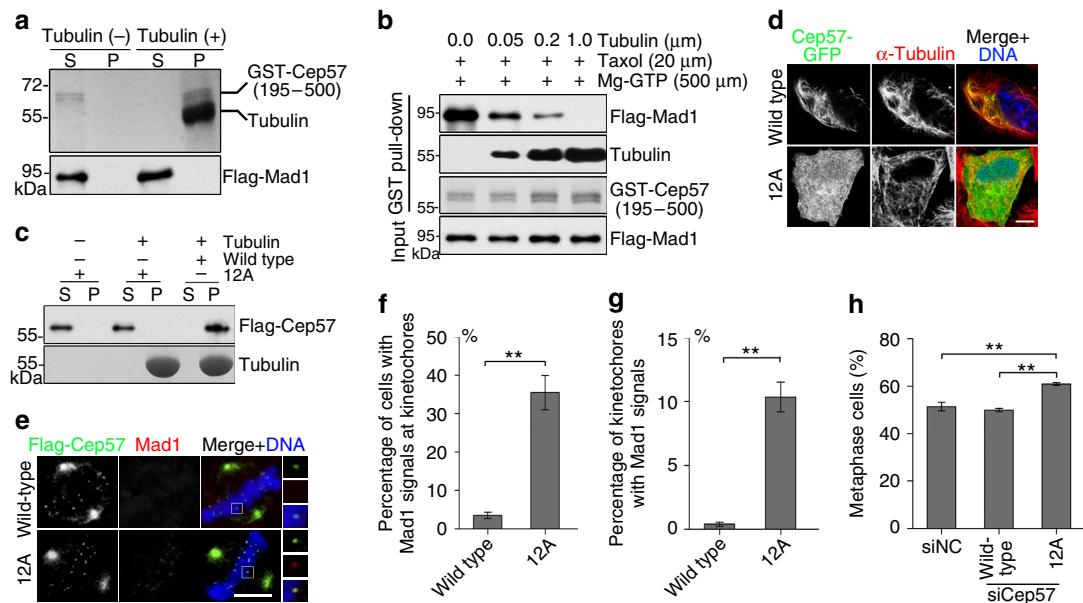 a
Tubulin (–) Tubulin (+)
S P S P
72
55
GST-Cep57
(195–500)
Tubulin
95
kDa
Flag-Mad1
b
0.0 0.05 0.2 1.0 Tubulin (μm)
+ + + + Taxol (20 μm)
+ + + + Mg-GTP (500 μm)
GST pull-down
95
Flag-Mad1
55
Tubulin
55
GST-Cep57
(195–500)
Input
95
kDa
Flag-Mad1
c
– + + Tubulin
– – + Wild type
+ + – 12A
S P S P S P
55
Flag-Cep57
55
kDa
Tubulin
d
Cep57-
GFP
α-Tubulin
Merge+
DNA
Wild type
12A
e
Flag-Cep57 Mad1 Merge+DNA
Wild-type
12A
f
%
Percentage of cells with
Mad1 signals at kinetochores
50
40
30
20
10
0
**
Wild type
12A
g
%
Percentage of kinetochores
with Mad1 signals
15
10
5
0
**
Wild type
12A
h
Metaphase cells (%)
80
60
40
20
0
**
**
siNC
Wild-
type
12A
siCep57